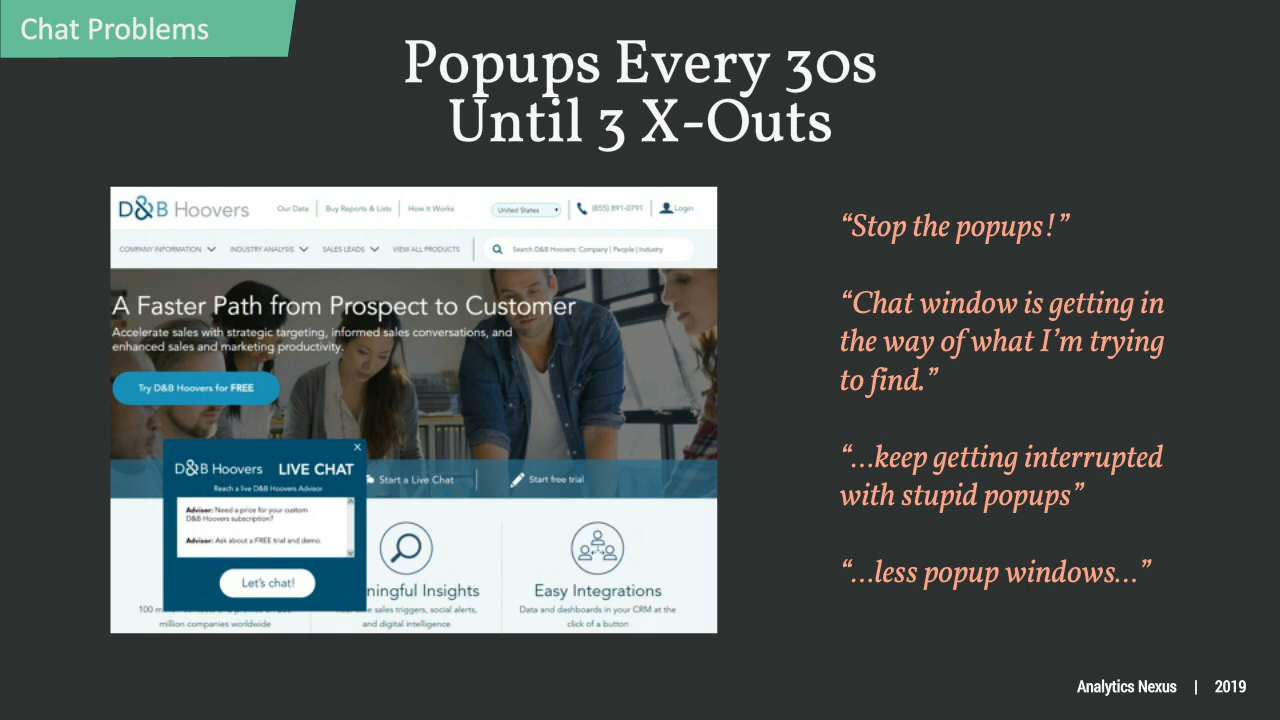 Chat Problems
Popups Every 30s
Until 3 X-Outs
D&B Hoovers
Our Data
Buy Reports & Lists
How It Works
United States
(855) 891-0791
Login
COMPANY INFORMATION
INDUSTRY ANALYSIS
SALES LEADS
VIEW ALL PRODUCTS
Search D&B Hoovers: Company | People | Industry
A Faster Path from Prospect to Customer
Accelerate sales with strategic targeting, informed sales conversations, and
enhanced sales and marketing productivity.
Try D&B Hoovers for FREE
D&B Hoovers LIVE CHAT
Reach a live D&B Hoovers Advisor
Advisor: Need a price for your custom
D&B Hoovers subscription?
Advisor: Ask about a FREE trial and demo.
Let's chat!
Start a Live Chat
Start free trial
ningful Insights
sales triggers, social alerts,
and digital intelligence
Easy Integrations
Data and dashboards in your CRM at the
click of a button
100
million companies worldwide
“Stop the popups!”
“Chat window is getting in
the way of what I’m trying
to find.”
“…keep getting interrupted
with stupid popups”
“…less popup windows…”
Analytics Nexus | 2019